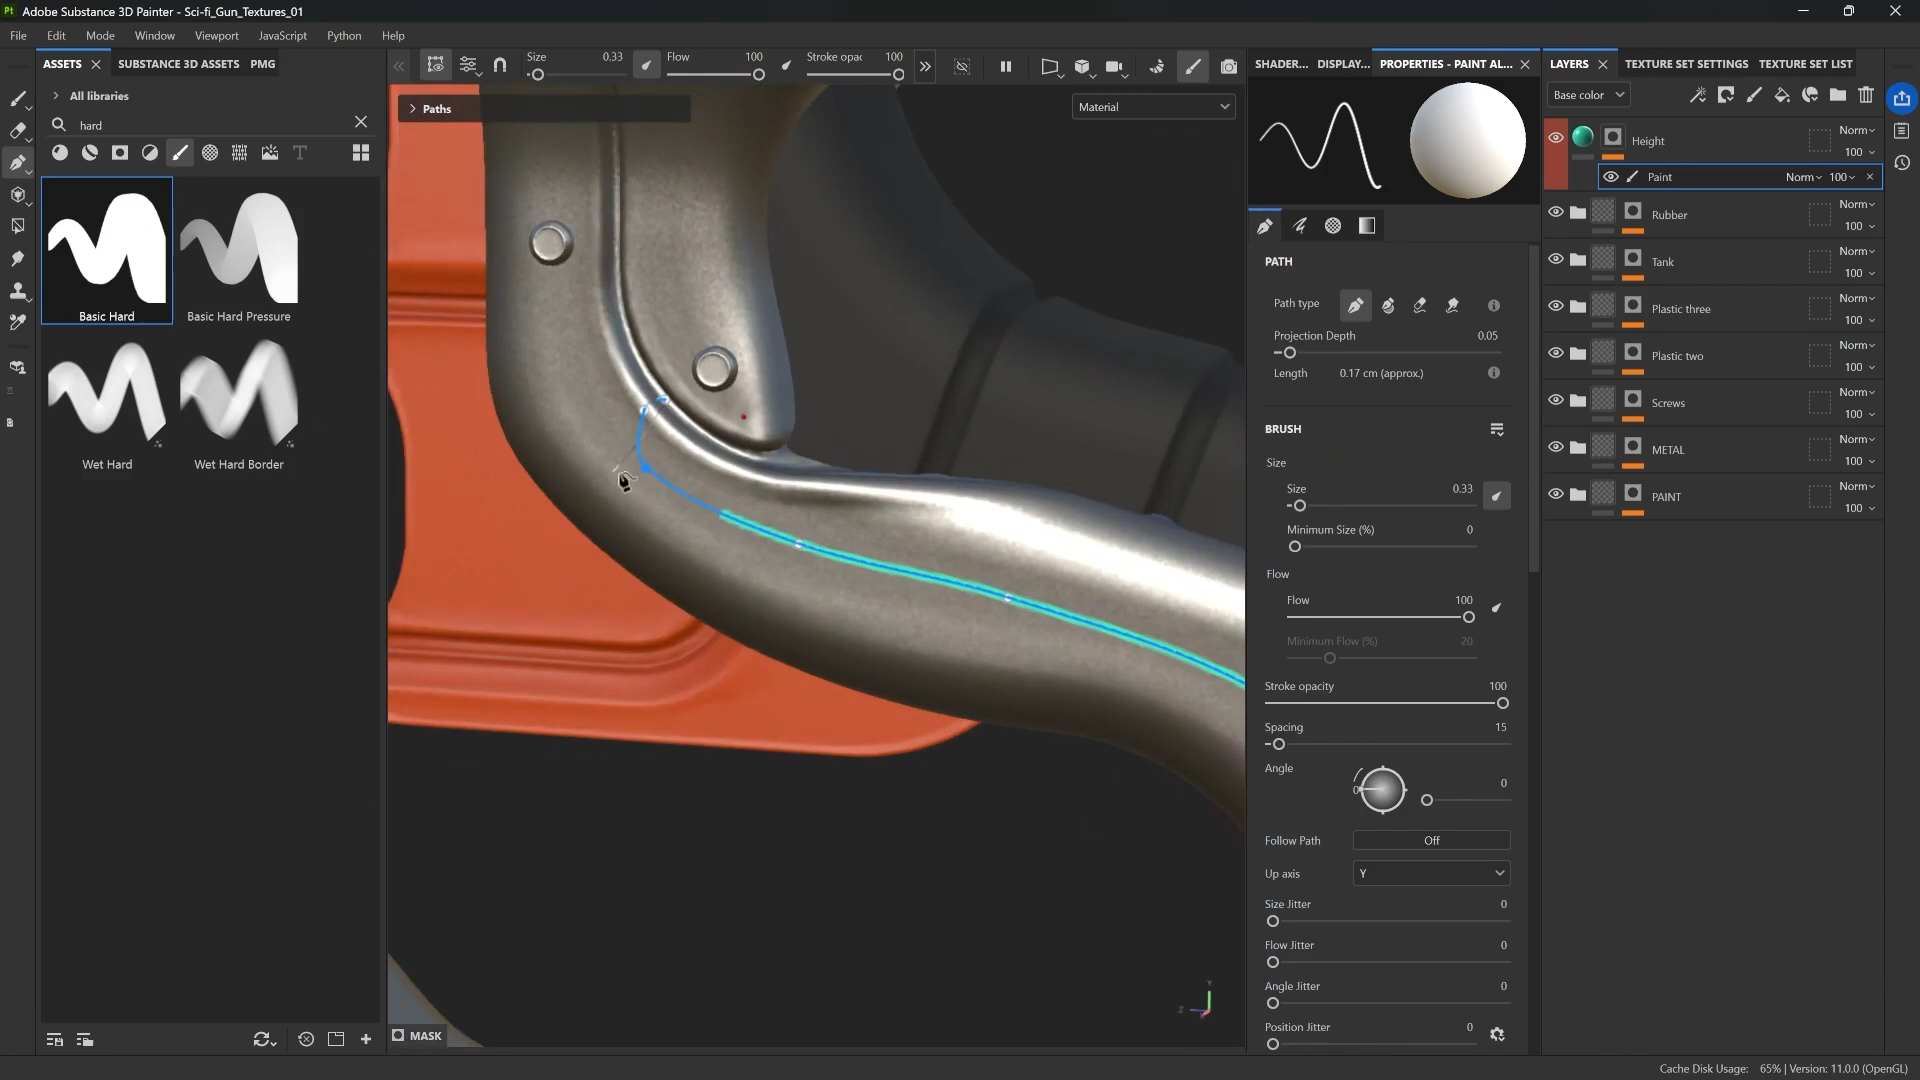 Pt Adobe Substance 3D Painter - Sci-fi_Gun_Textures_01
File Edit Mode Window Viewport JavaScript Python Help
ASSETS SUBSTANCE 3D ASSETS PNG
All libraries
hard
Basic Hard
Basic Hard Pressure
Wet Hard
Wet Hard Border
Size 0.33
Flow 100
Stroke opac 100
Paths
Material
MASK
SHADER... DISPLAY... PROPERTIES - PAINT AL...
PATH
Path type
Projection Depth 0.05
Length 0.17 cm (approx.)
BRUSH
Size
Size 0.33
Minimum Size (%) 0
Flow
Flow 100
Minimum Flow (%) 20
Stroke opacity 100
Spacing 15
Angle 0
0
Follow Path Off
Up axis Y
Size Jitter 0
Flow Jitter 0
Angle Jitter 0
Position Jitter 0
LAYERS TEXTURE SET SETTINGS TEXTURE SET LIST
Base color
Height Norm 100
Paint Norm 100
Rubber Norm 100
Tank Norm 100
Plastic three Norm 100
Plastic two Norm 100
Screws Norm 100
METAL Norm 100
PAINT Norm 100
Y
Z
Cache Disk Usage: 65% | Version: 11.0.0 (OpenGL)